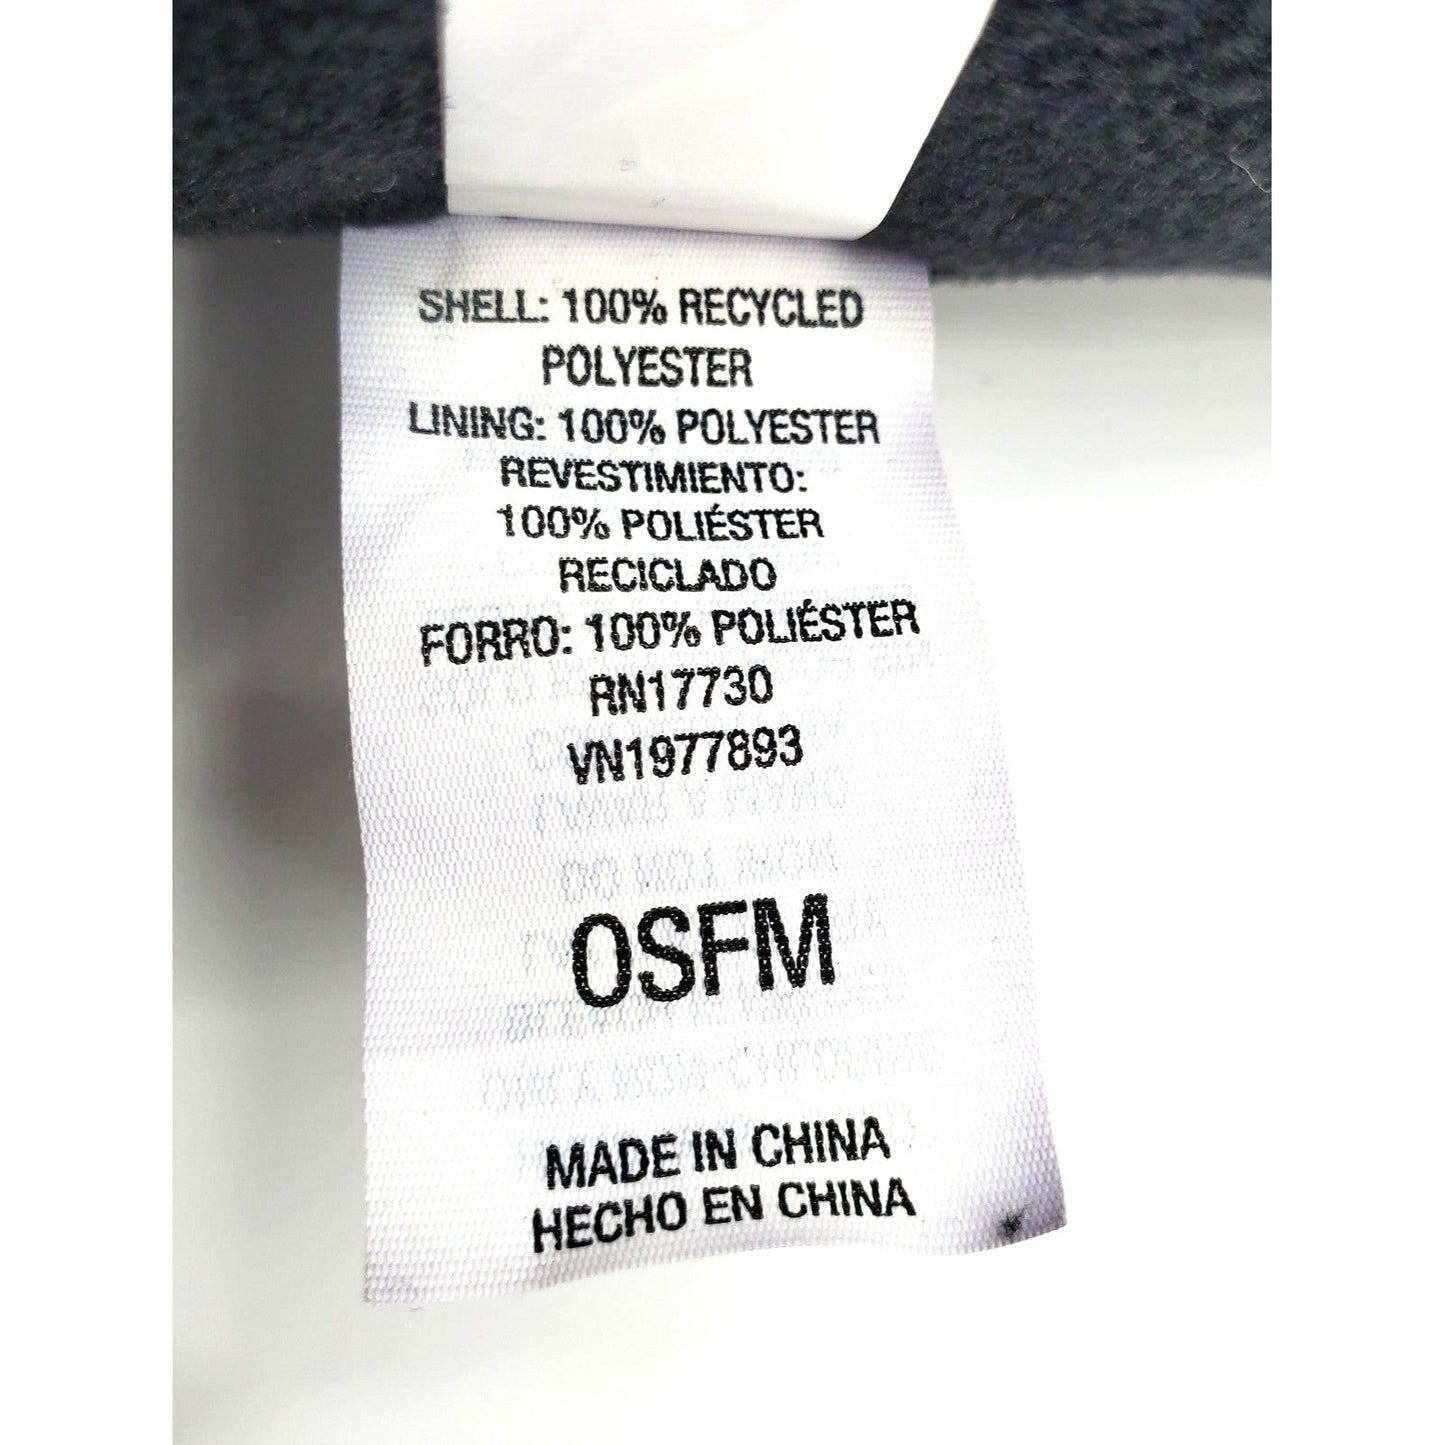 SHELL: 100% RECYCLED
POLYESTER
LINING: 100% POLYESTER
REVESTIMIENTO:
100% POLIÉSTER
RECICLADO
FORRO: 100% POLIÉSTER
RN17730
VN1977893
OSFM
MADE IN CHINA
HECHO EN CHINA